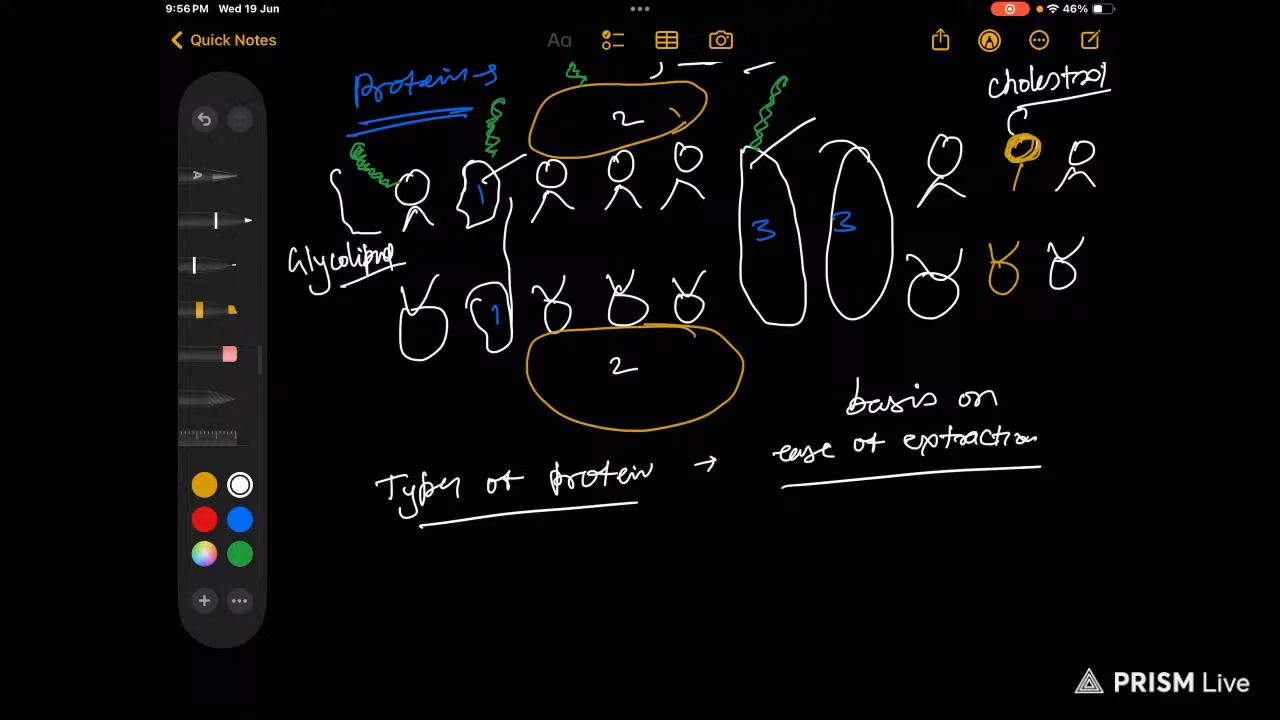 9:56 PM Wed 19 Jun
46%
Quick Notes
Aa
Proteins
Cholestrol
2
1
3
3
Glycolipid
1
2
basis on
ease of extraction
Types of protein →
A
PRISM Live